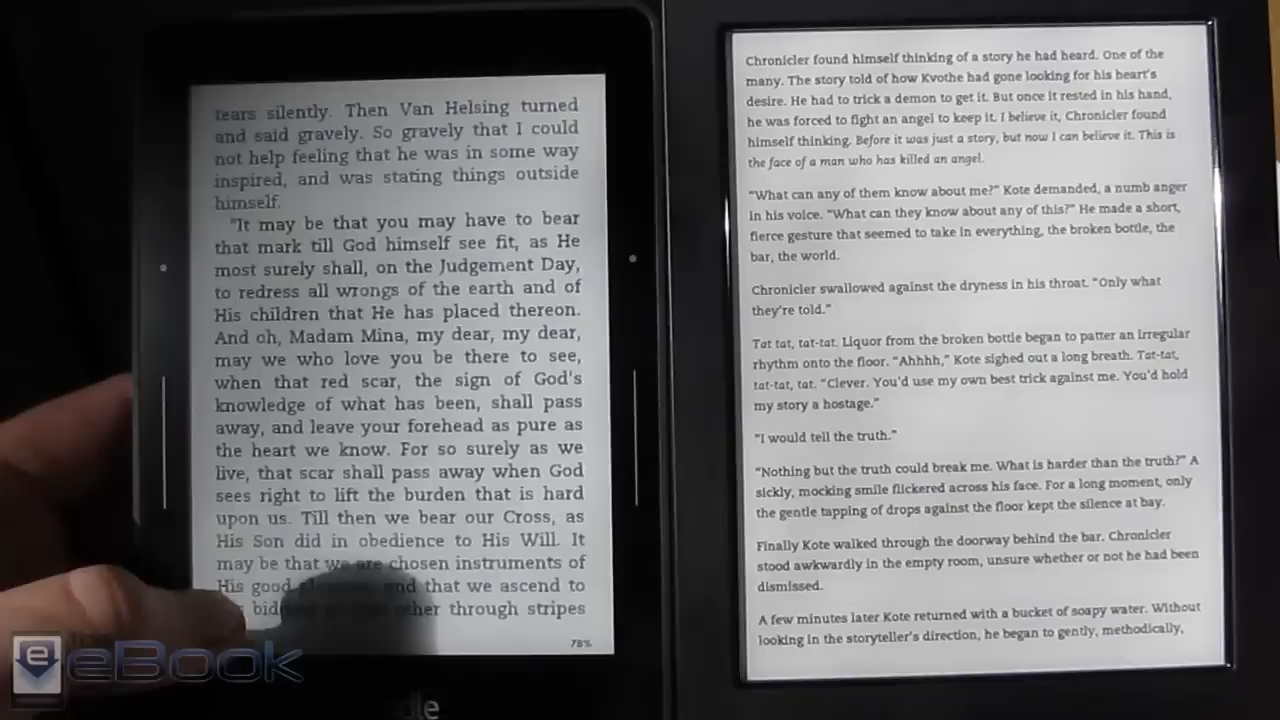 tears silently. Then Van Helsing turned
and said gravely. So gravely that I could
not help feeling that he was in some way
inspired, and was stating things outside
himself.
"It may be that you may have to bear
that mark till God himself see fit, as He
most surely shall, on the Judgement Day,
to redress all wrongs of the earth and of
His children that He has placed thereon.
And oh, Madam Mina, my dear, my dear,
may we who love you be there to see,
when that red scar, the sign of God's
knowledge of what has been, shall pass
away, and leave your forehead as pure as
the heart we know. For so surely as we
live, that scar shall pass away when God
sees right to lift the burden that is hard
upon us. Till then we bear our Cross, as
His Son did in obedience to His Will. It
may be that we are chosen instruments of
His good and that we ascend to
other through stripes
78%
Chronicler found himself thinking of a story he had heard. One of the
many. The story told of how Kvothe had gone looking for his heart's
desire. He had to trick a demon to get it. But once it rested in his hand,
he was forced to fight an angel to keep it. I believe it, Chronicler found
himself thinking. Before it was just a story, but now I can believe it. This is
the face of a man who has killed an angel.
"What can any of them know about me?" Kote demanded, a numb anger
in his voice. "What can they know about any of this?" He made a short,
fierce gesture that seemed to take in everything, the broken bottle, the
bar, the world.
Chronicler swallowed against the dryness in his throat. "Only what
they're told."
Tat tat, tat-tat. Liquor from the broken bottle began to patter an irregular
rhythm onto the floor. "Ahhhh," Kote sighed out a long breath. Tat-tat,
tat-tat, tat. "Clever. You'd use my own best trick against me. You'd hold
my story a hostage."
"I would tell the truth."
"Nothing but the truth could break me. What is harder than the truth?" A
sickly, mocking smile flickered across his face. For a long moment, only
the gentle tapping of drops against the floor kept the silence at bay.
Finally Kote walked through the doorway behind the bar. Chronicler
stood awkwardly in the empty room, unsure whether or not he had been
dismissed.
A few minutes later Kote returned with a bucket of soapy water. Without
looking in the storyteller's direction, he began to gently, methodically,
eBook